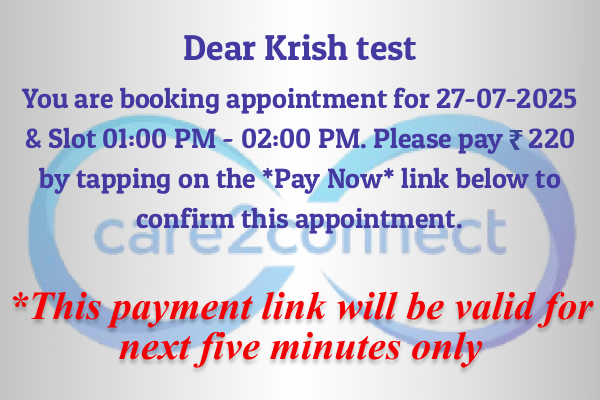 Dear Krish test
You are booking appointment for 27-07-2025
& Slot 01:00 PM - 02:00 PM. Please pay ₹ 220
by tapping on the *Pay Now* link below to
confirm this appointment.
care2connect
*This payment link will be valid for
next five minutes only